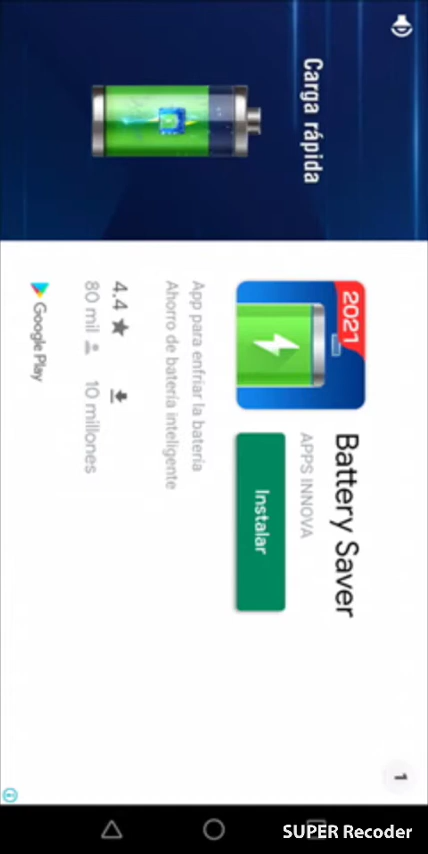 Carga rápida
2021
Battery Saver
APPS INNOVA
Instalar
App para enfriar la batería
Ahorro de batería inteligente
4.4 ★
80 mil 10 millones
Google Play
1
SUPER Recoder